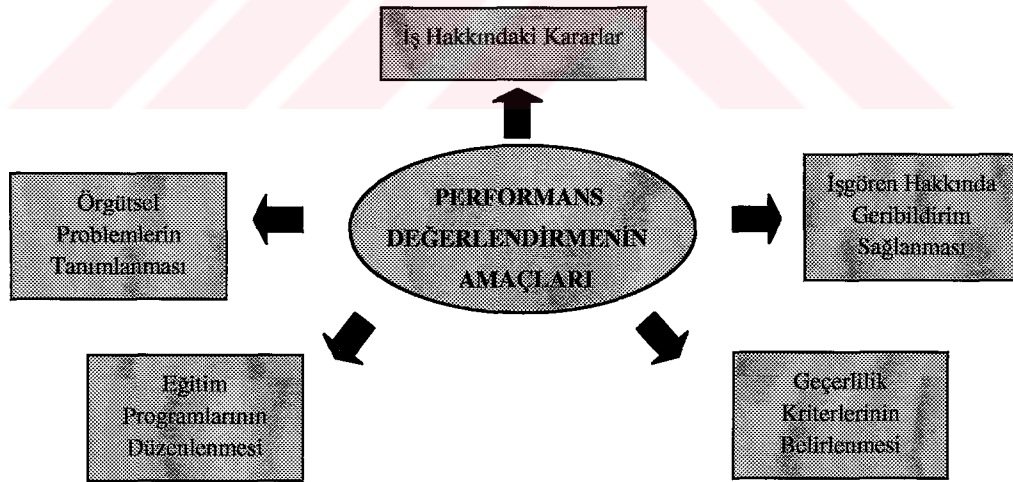 İş Hakkındaki Kararlar
PERFORMANS
DEĞERLENDİRMENİN
AMAÇLARI
Örgütsel
Problemlerin
Tanımlanması
İşgören Hakkında
Geribildirim
Sağlanması
Eğitim
Programlarının
Düzenlenmesi
Geçerlilik
Kriterlerinin
Belirlenmesi